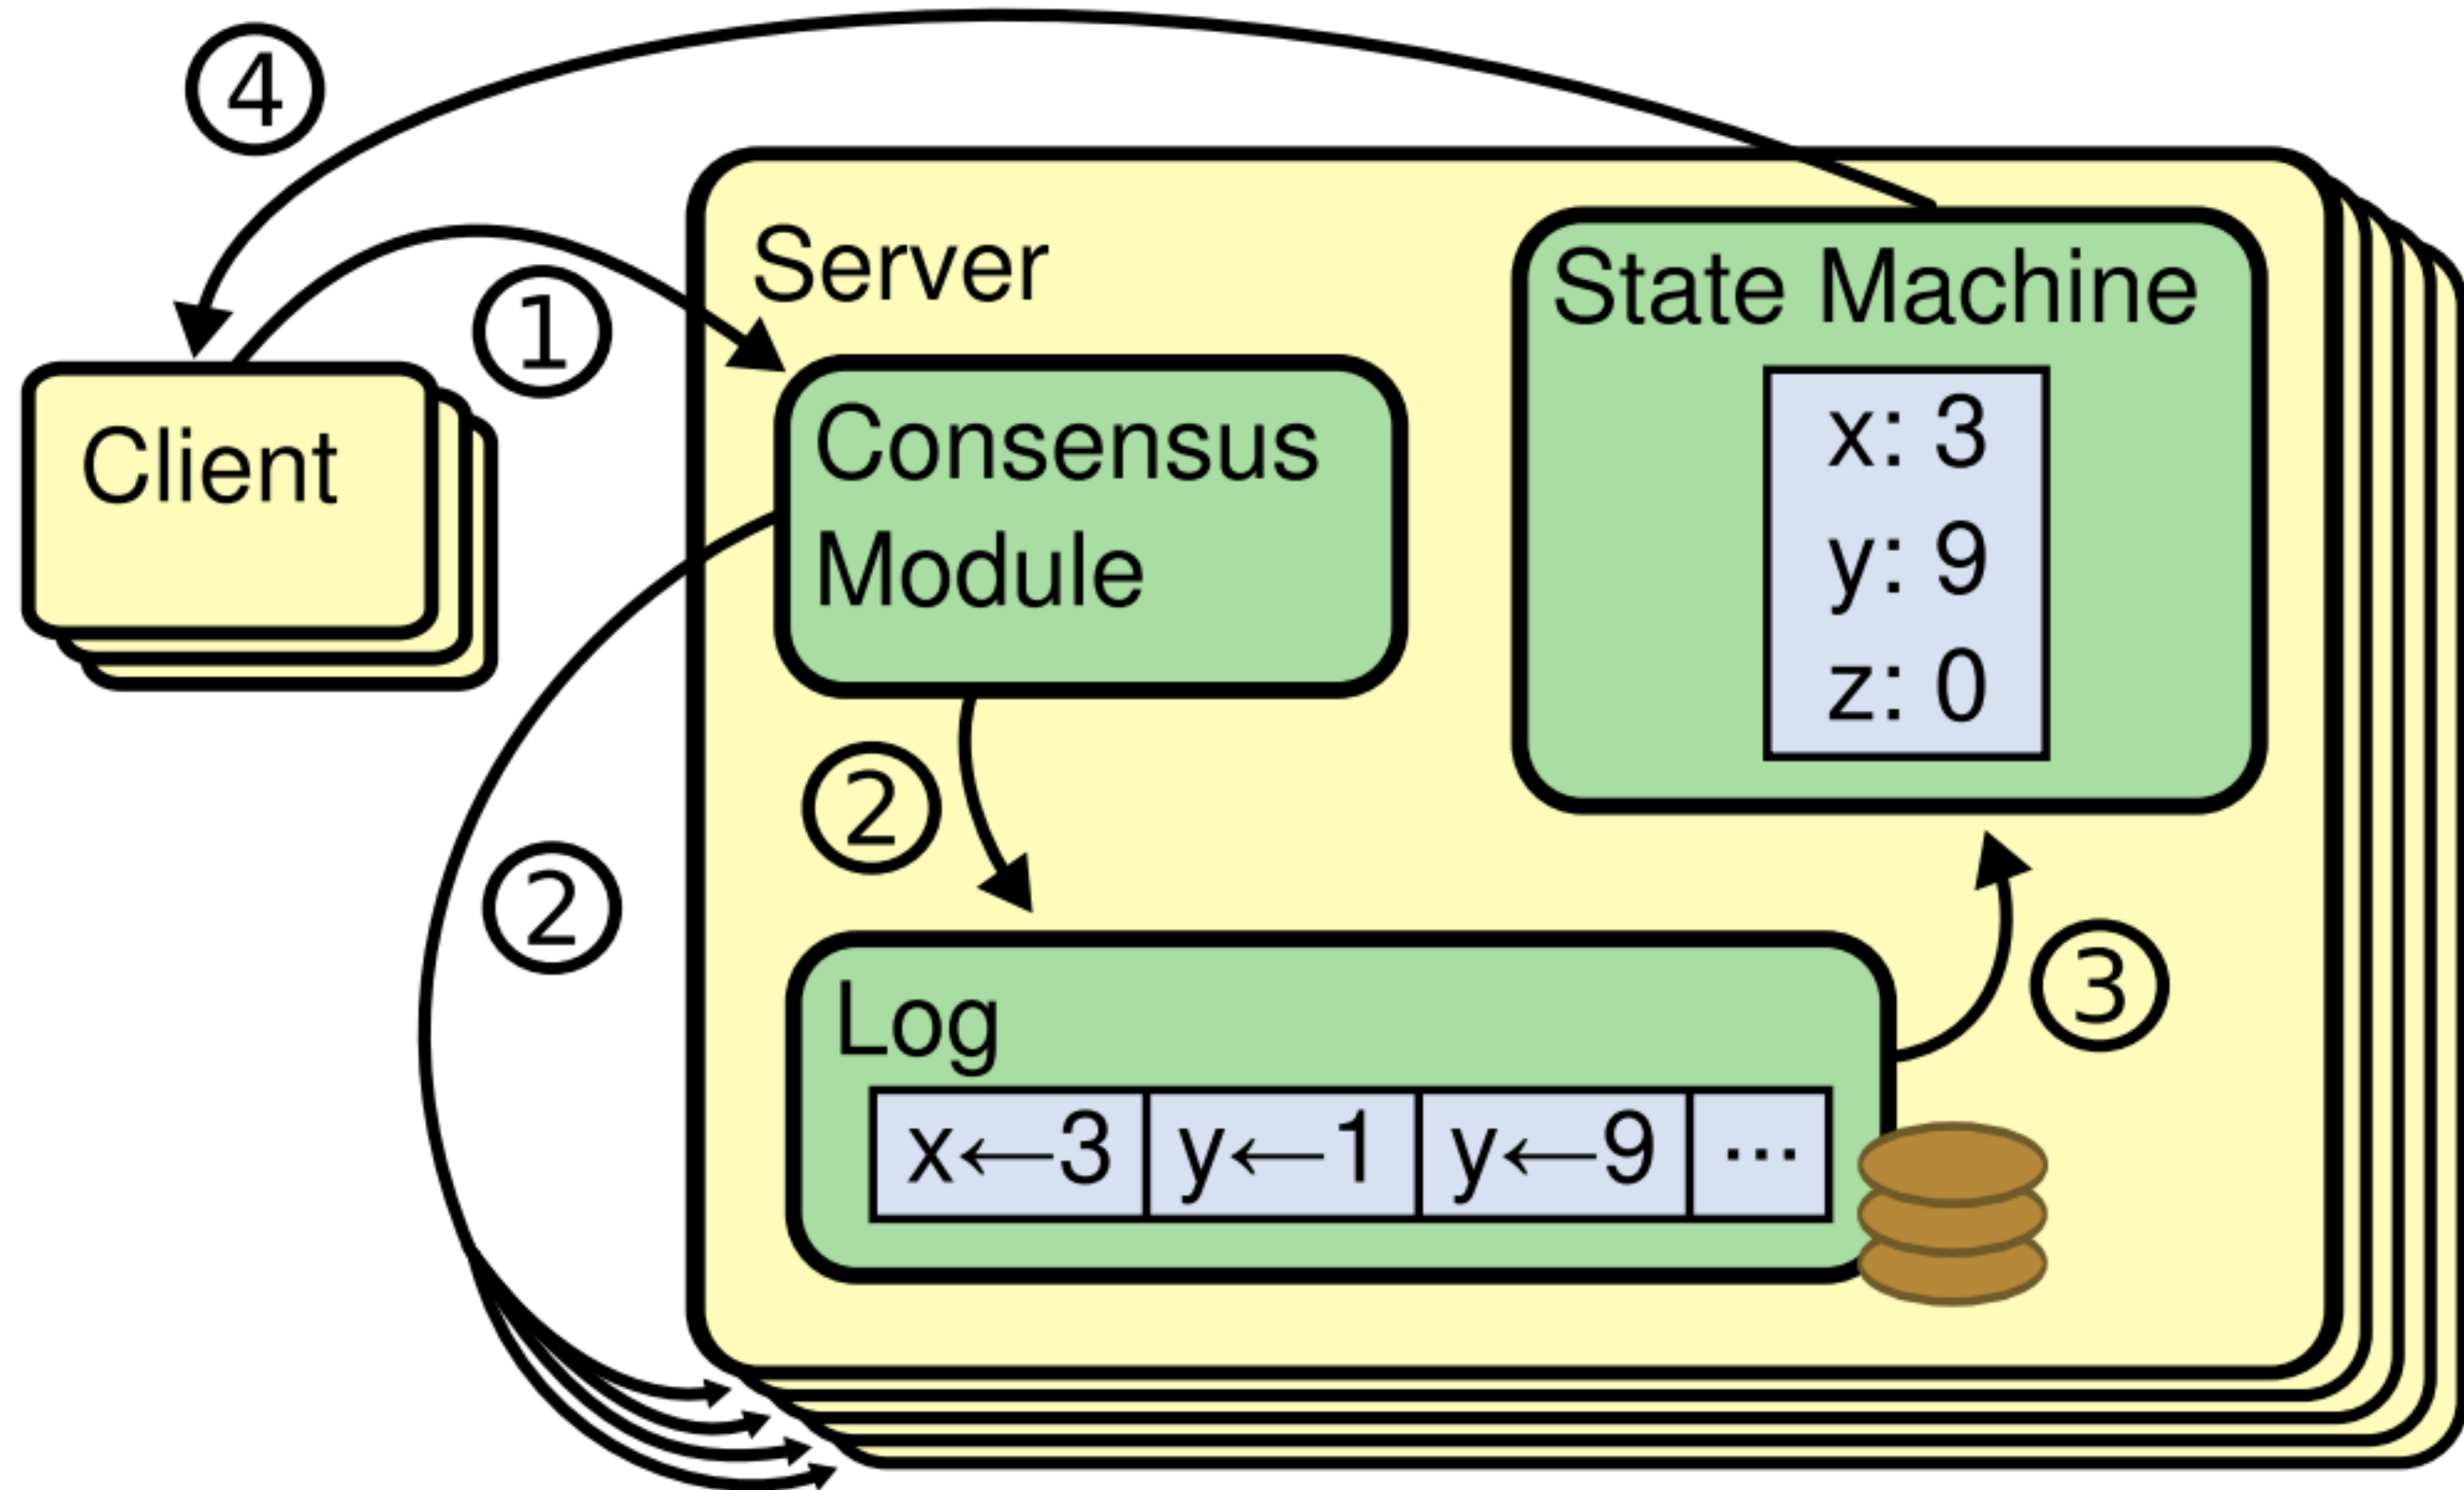 ④
①
Server
State Machine
Client
Consensus
Module
x: 3
y: 9
z: 0
②
②
③
Log
x←3 y←1 y←9 ...